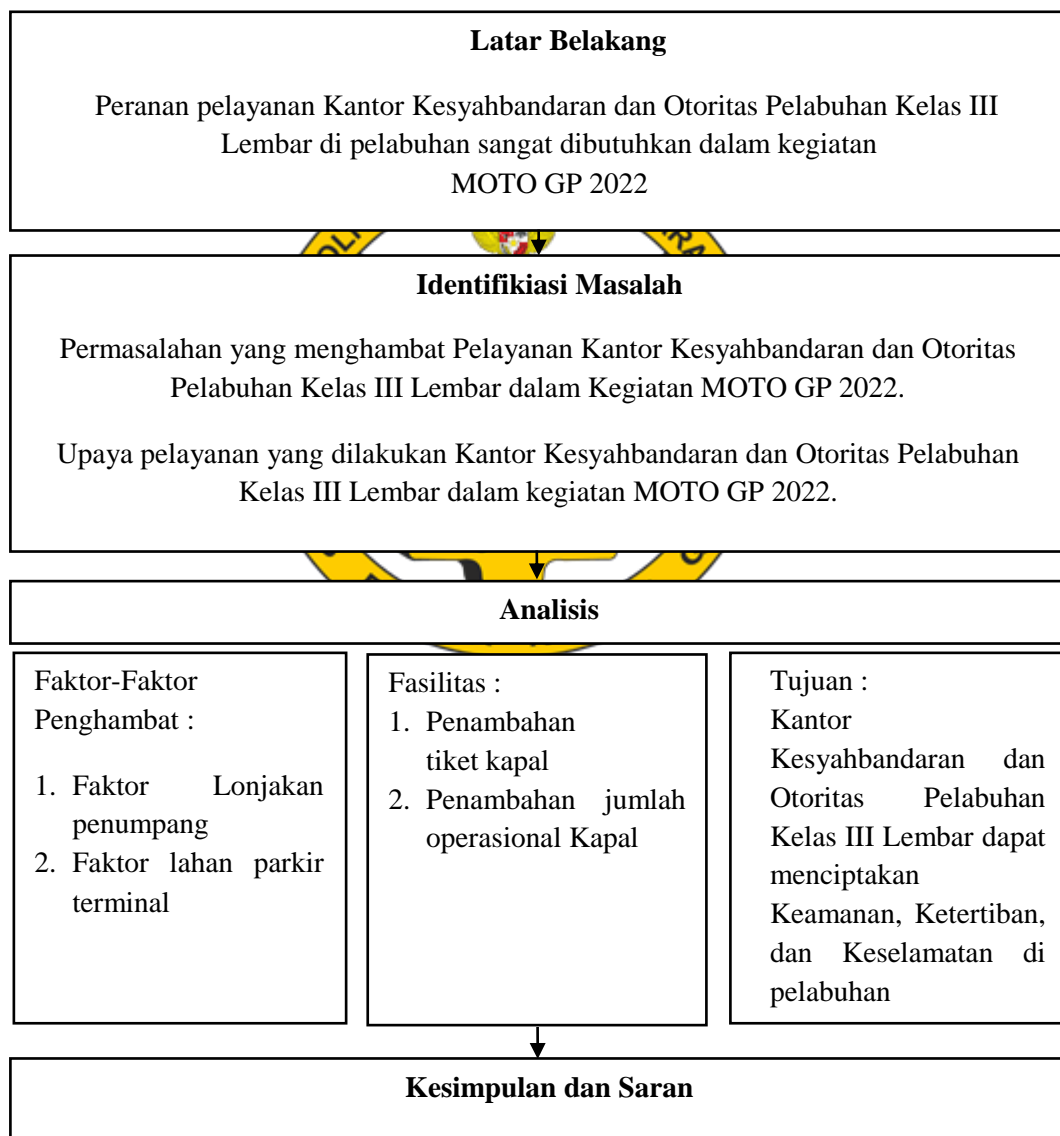 Latar Belakang
Peranan pelayanan Kantor Kesyahbandaran dan Otoritas Pelabuhan Kelas III
Lembar di pelabuhan sangat dibutuhkan dalam kegiatan
MOTO GP 2022
Identifikiasi Masalah
Permasalahan yang menghambat Pelayanan Kantor Kesyahbandaran dan Otoritas
Pelabuhan Kelas III Lembar dalam Kegiatan MOTO GP 2022.
Upaya pelayanan yang dilakukan Kantor Kesyahbandaran dan Otoritas Pelabuhan
Kelas III Lembar dalam kegiatan MOTO GP 2022.
Analisis
Faktor-Faktor
Penghambat :
1. Faktor Lonjakan
penumpang
2. Faktor lahan parkir
terminal
Fasilitas :
1. Penambahan
tiket kapal
2. Penambahan jumlah
operasional Kapal
Tujuan :
Kantor
Kesyahbandaran dan
Otoritas Pelabuhan
Kelas III Lembar dapat
menciptakan
Keamanan, Ketertiban,
dan Keselamatan di
pelabuhan
Kesimpulan dan Saran